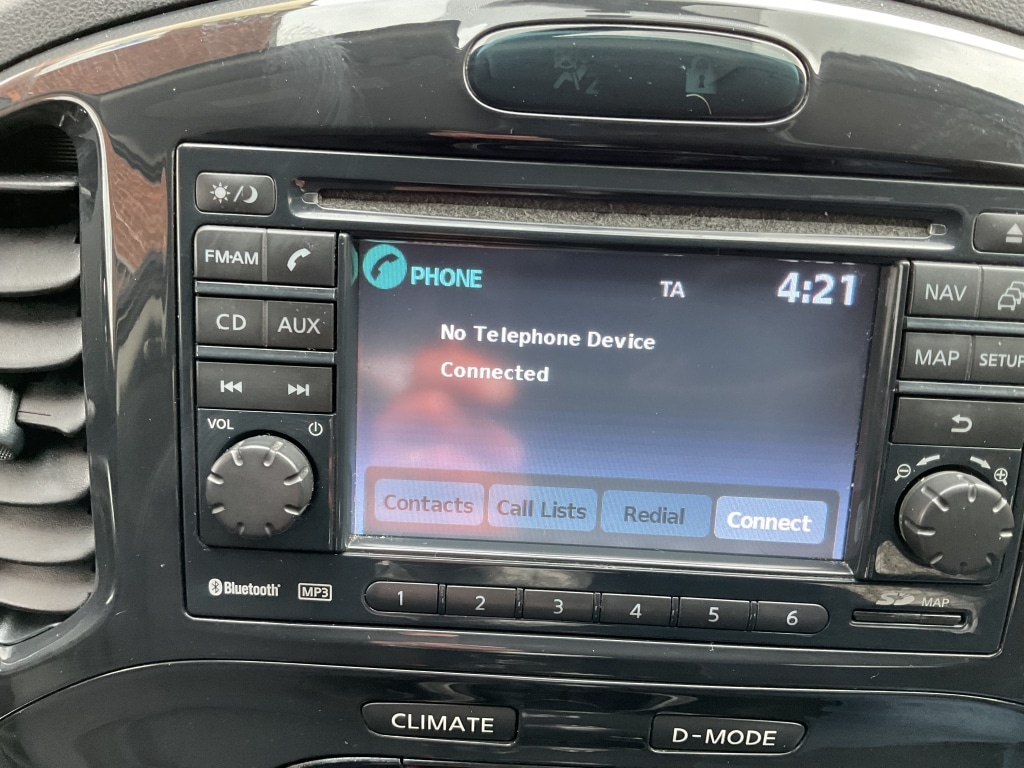 FM·AM
CD AUX
VOL
PHONE TA 4:21
No Telephone Device
Connected
Contacts Call Lists Redial Connect
NAV
MAP SETUP
Bluetooth MP3
1 2 3 4 5 6
SD MAP
CLIMATE D-MODE